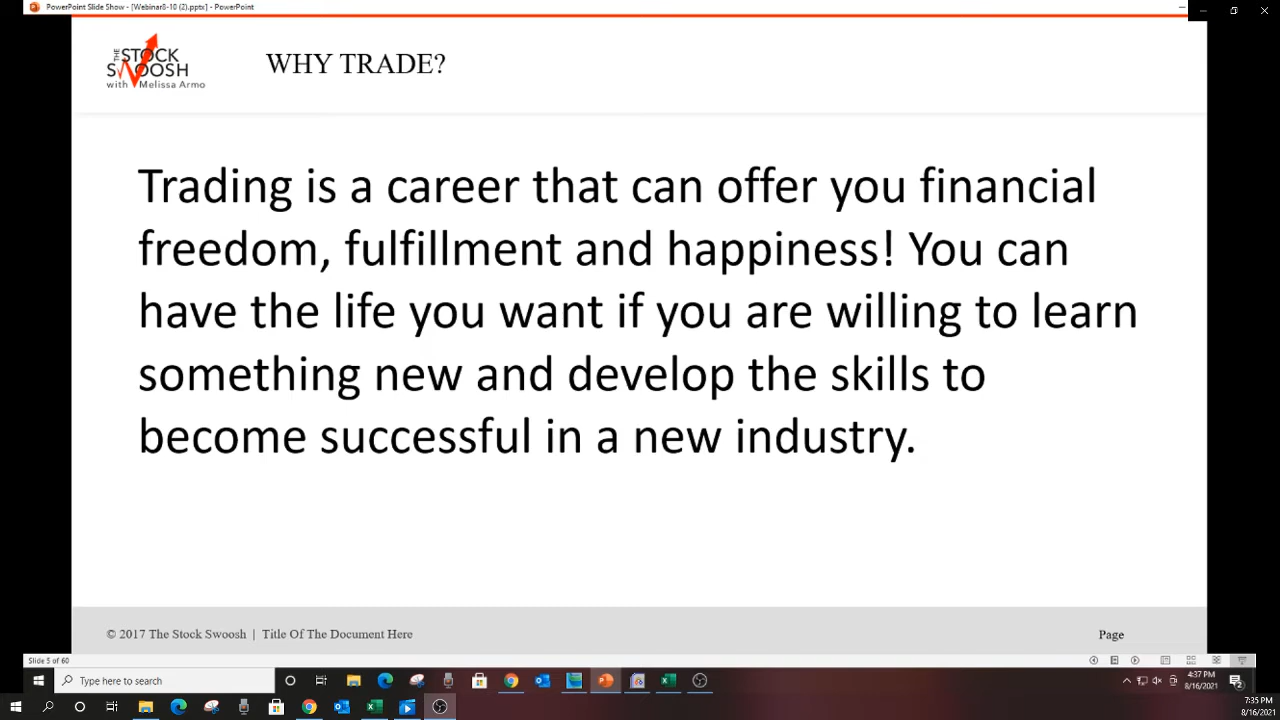 PowerPoint Slide Show - [Webinar8-10 (2).pptx] - PowerPoint
THE STOCK
SWOOSH
with Melissa Armo
WHY TRADE?
Trading is a career that can offer you financial
freedom, fulfillment and happiness! You can
have the life you want if you are willing to learn
something new and develop the skills to
become successful in a new industry.
© 2017 The Stock Swoosh | Title Of The Document Here
Page
Slide 5 of 60
Type here to search
4:37 PM
8/16/2021
7:35 PM
8/16/2021